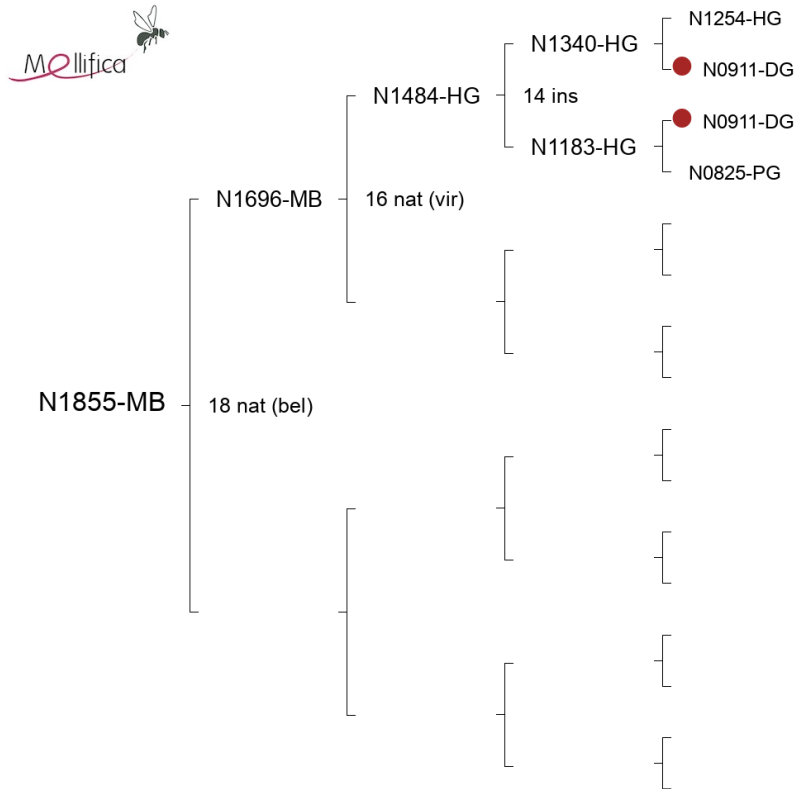 Mellifica
N1254-HG
N1340-HG
N0911-DG
N1484-HG
14 ins
N0911-DG
N1183-HG
N0825-PG
N1696-MB
16 nat (vir)
N1855-MB
18 nat (bel)